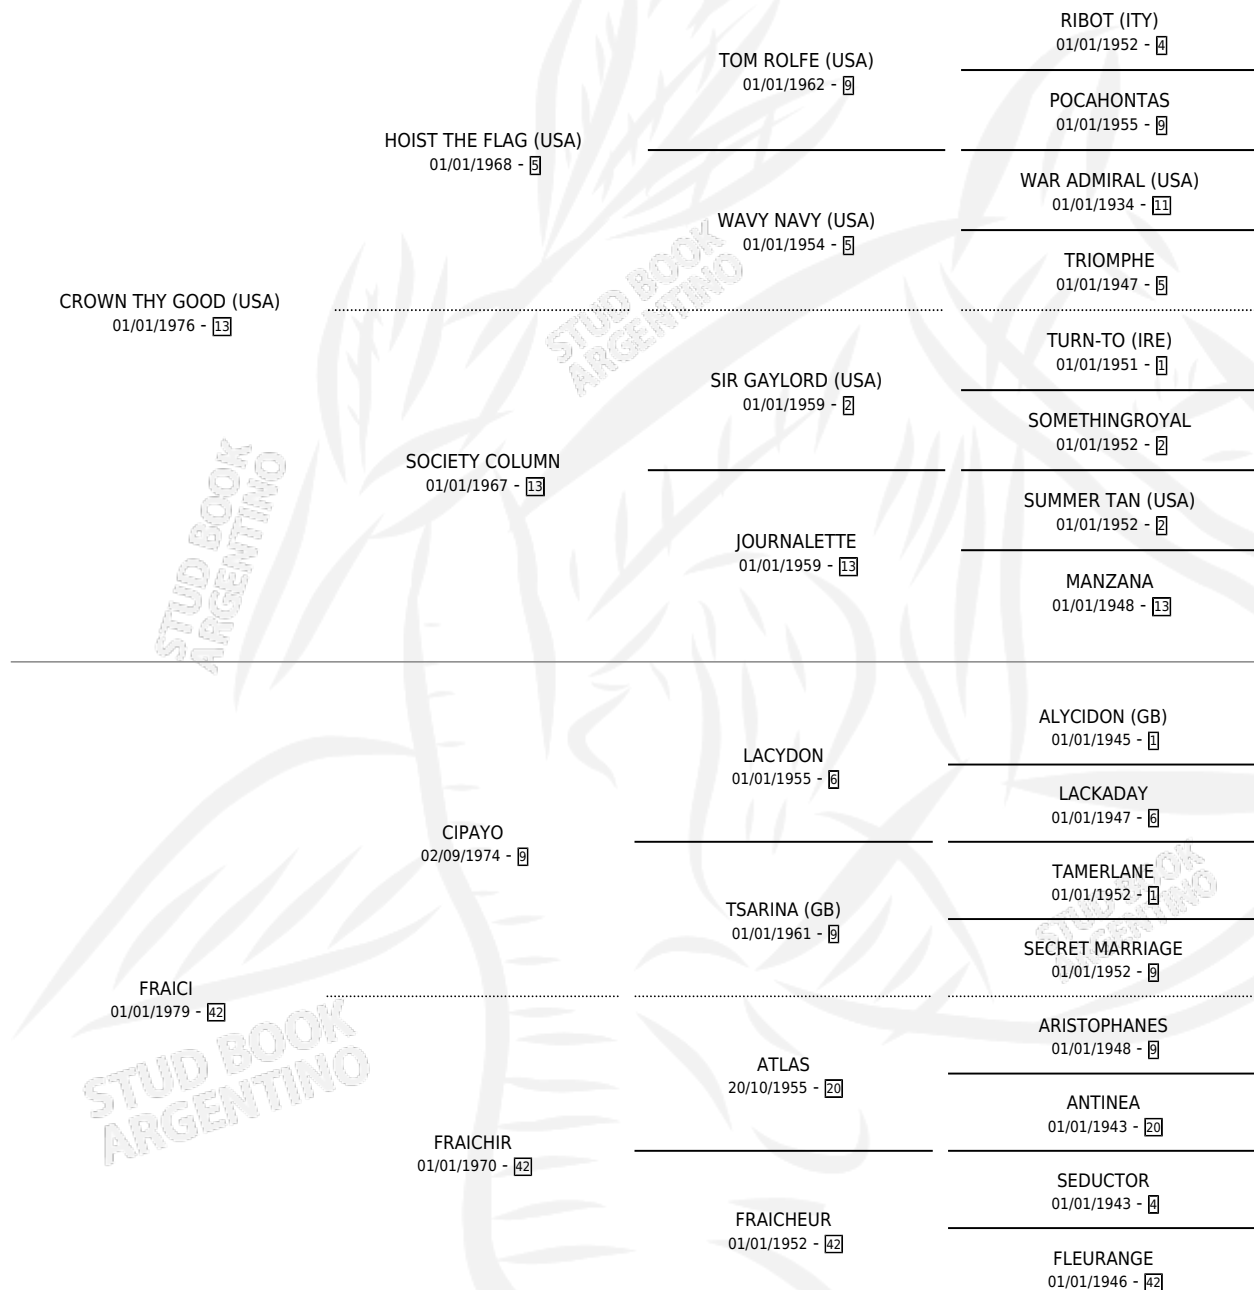 RIBOT (ITY)
01/01/1952 - 4
TOM ROLFE (USA)
01/01/1962 - 9
POCAHONTAS
01/01/1955 - 9
HOIST THE FLAG (USA)
01/01/1968 - 5
WAR ADMIRAL (USA)
01/01/1934 - 11
WAVY NAVY (USA)
01/01/1954 - 5
TRIOMPHE
01/01/1947 - 5
CROWN THY GOOD (USA)
01/01/1976 - 13
STUD BOOK
ARGENTINO
TURN-TO (IRE)
01/01/1951 - 1
SIR GAYLORD (USA)
01/01/1959 - 2
SOMETHINGROYAL
01/01/1952 - 2
SOCIETY COLUMN
01/01/1967 - 13
SUMMER TAN (USA)
01/01/1952 - 2
JOURNALETTE
01/01/1959 - 13
MANZANA
01/01/1948 - 13
STUD BOOK
ARGENTINO
ALYCIDON (GB)
01/01/1945 - 1
LACYDON
01/01/1955 - 6
LACKADAY
01/01/1947 - 6
CIPAYO
02/09/1974 - 9
TAMERLANE
01/01/1952 - 1
TSARINA (GB)
01/01/1961 - 9
SECRET MARRIAGE
01/01/1952 - 9
STUD BOOK
ARGENTINO
FRAICI
01/01/1979 - 42
ARISTOPHANES
01/01/1948 - 9
ATLAS
20/10/1955 - 20
ANTINEA
01/01/1943 - 20
STUD BOOK
ARGENTINO
FRAICHIR
01/01/1970 - 42
SEDUCTOR
01/01/1943 - 4
FRAICHEUR
01/01/1952 - 42
FLEURANGE
01/01/1946 - 42